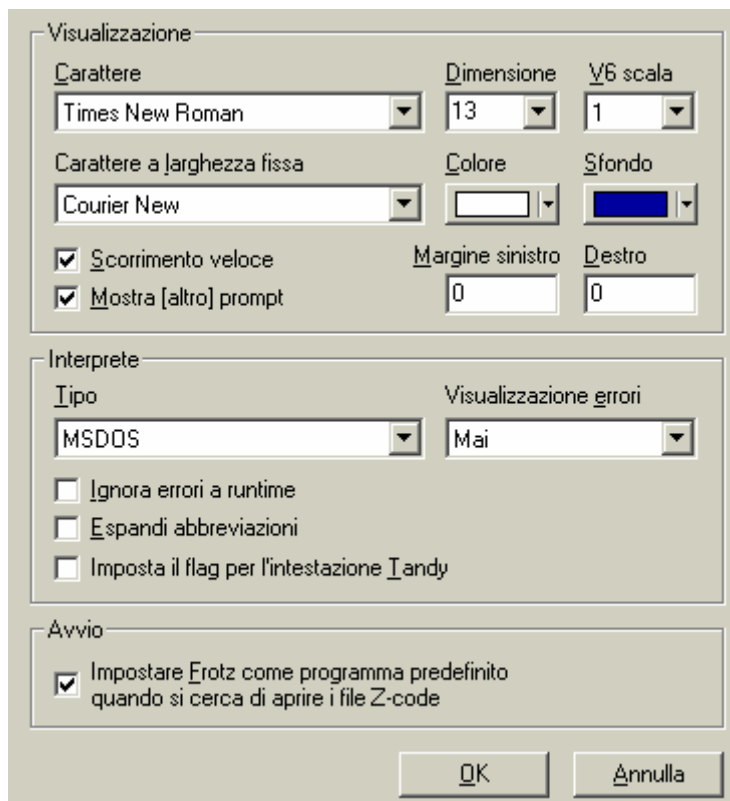 Visualizzazione
Carattere
Dimensione
V6 scala
Times New Roman
13
1
Carattere a larghezza fissa
Colore
Sfondo
Courier New
Scorrimento veloce
Margine sinistro
Destro
Mostra [altro] prompt
0
0
Interprete
Tipo
Visualizzazione errori
MSDOS
Mai
Ignora errori a runtime
Espandi abbreviazioni
Imposta il flag per l'intestazione Tandy
Avvio
Impostare Frotz come programma predefinito
quando si cerca di aprire i file Z-code
OK
Annulla